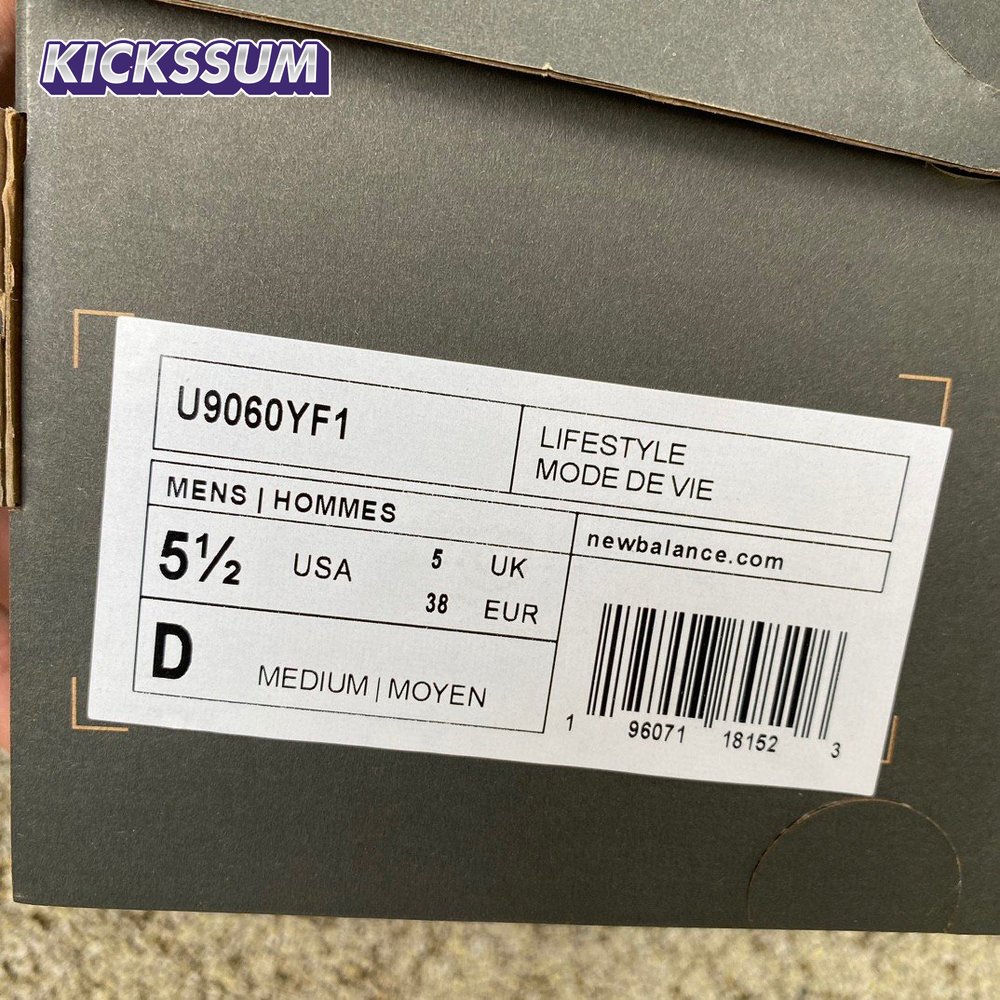 KICKSSUM
U9060YF1
LIFESTYLE
MODE DE VIE
MENS | HOMMES
5½ USA 5 UK
38 EUR
D MEDIUM | MOYEN
newbalance.com
1 96071 18152 3